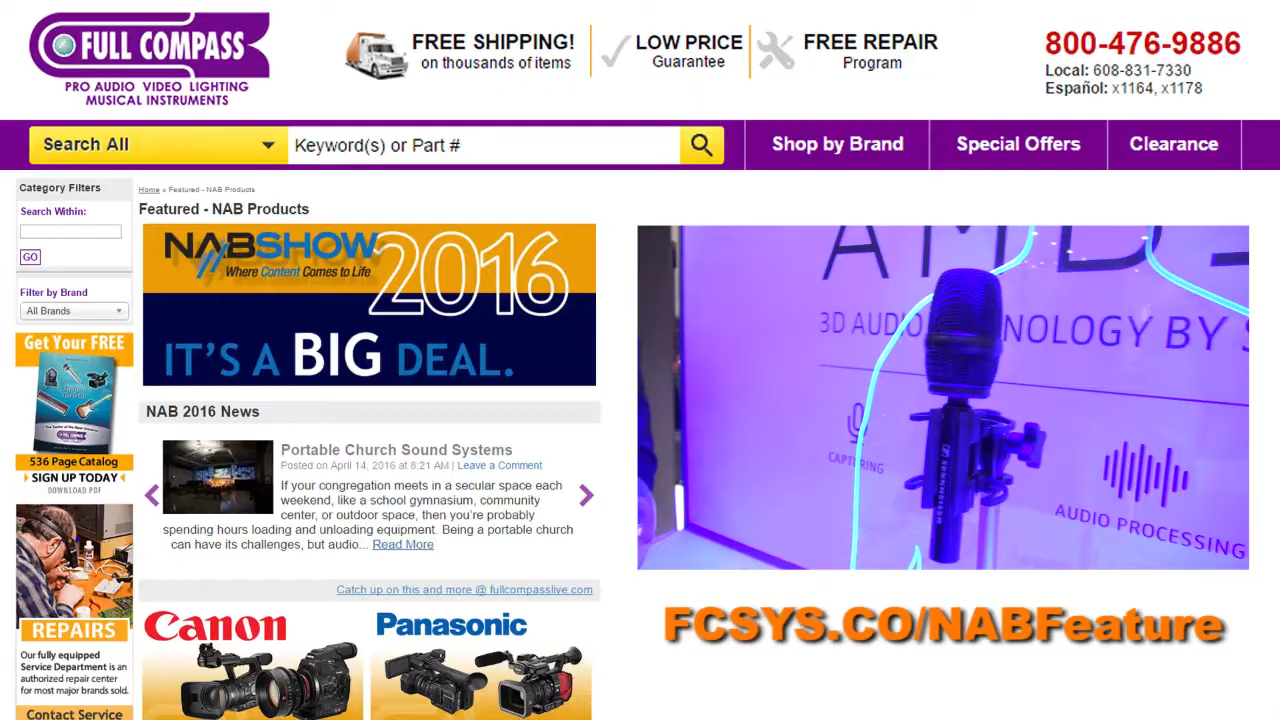 FULL COMPASS
PRO AUDIO VIDEO LIGHTING
MUSICAL INSTRUMENTS
FREE SHIPPING!
on thousands of items
LOW PRICE
Guarantee
FREE REPAIR
Program
800-476-9886
Local: 608-831-7330
Español: x1164, x1178
Search All
Keyword(s) or Part #
Shop by Brand
Special Offers
Clearance
Category Filters
Search Within:
GO
Filter by Brand
All Brands
Get Your FREE
536 Page Catalog
SIGN UP TODAY
DOWNLOAD PDF
REPAIRS
Our fully equipped
Service Department is an
authorized repair center
for most major brands sold.
Contact Service
Home » Featured - NAB Products
Featured - NAB Products
NABSHOW
Where Content Comes to Life
2016
IT'S A BIG DEAL.
NAB 2016 News
Portable Church Sound Systems
Posted on April 14, 2016 at 8:21 AM | Leave a Comment
If your congregation meets in a secular space each
weekend, like a school gymnasium, community
center, or outdoor space, then you're probably
spending hours loading and unloading equipment. Being a portable church
can have its challenges, but audio... Read More
Catch up on this and more @ fullcompasslive.com
Canon
Panasonic
3D AUDIO
NOLOGY BY S
CAPTURING
SENNHEISER
AUDIO PROCESSING
FCSYS.CO/NABFeature